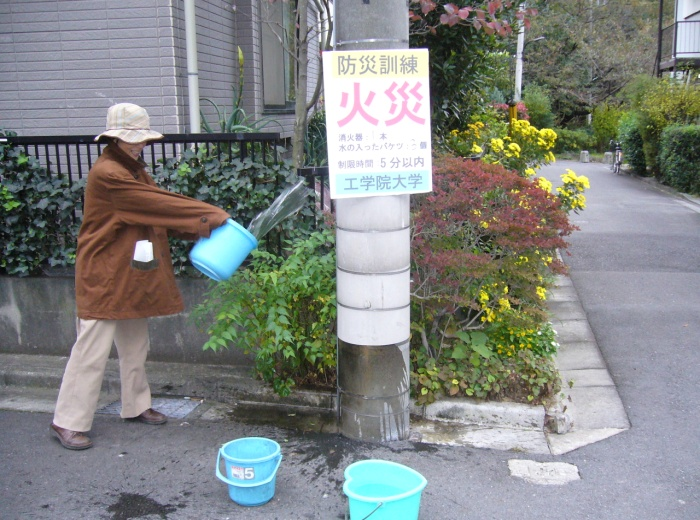 防災訓練
火災
消火器: 本
水の入ったバケツ: 個
制限時間 5分以内
工学院大学
5